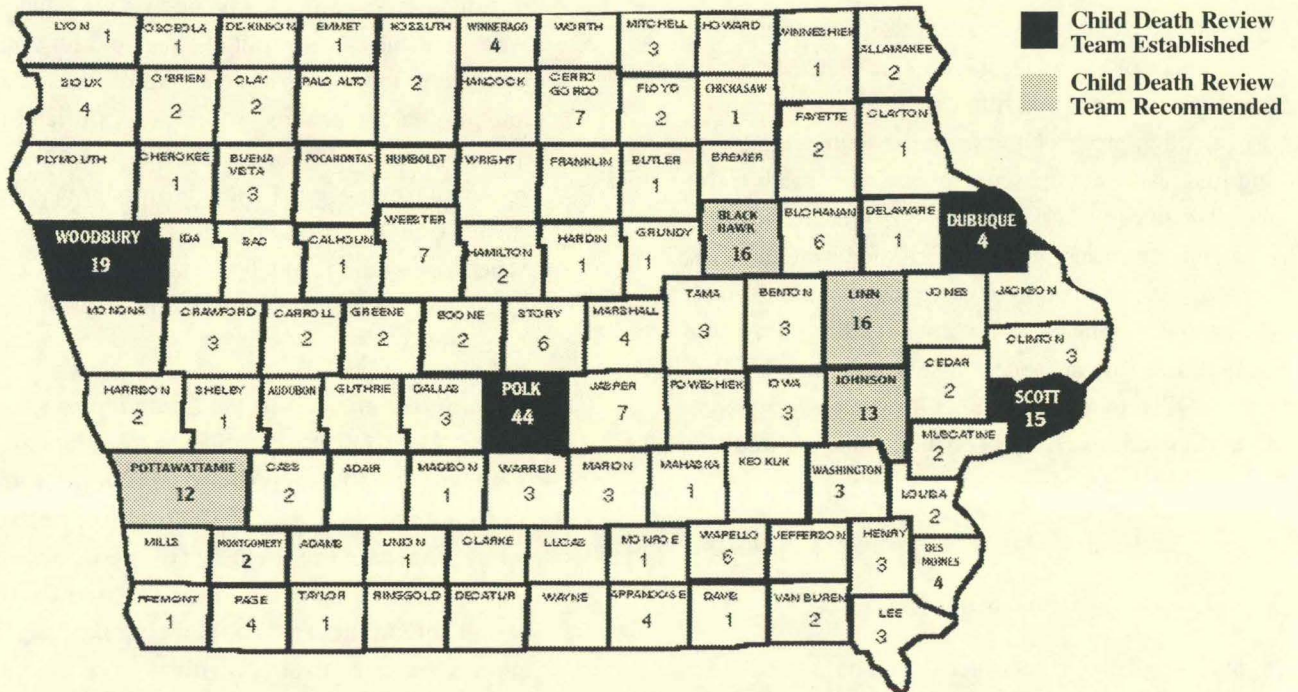 Child Death Review
Team Established
Child Death Review
Team Recommended
LYON 1
OSCEOLA
1
DICKINSON
EMMET
1
KOSSUTH
2
WINNEBAGO
4
WORTH
MITCHELL
3
HOWARD
WINNESHIEK
1
ALLAMAKEE
2
SIOUX
4
O'BRIEN
2
CLAY
2
PALO ALTO
HANCOCK
CERRO
GORDO
7
FLOYD
2
CHICKASAW
1
FAYETTE
2
CLAYTON
1
PLYMOUTH
CHEROKEE
1
BUENA
VISTA
3
POCAHONTAS
HUMBOLDT
WRIGHT
FRANKLIN
BUTLER
1
BREMER
WOODBURY
19
IDA
SAC
CALHOUN
1
WEBSTER
7
HAMILTON
2
HARDIN
1
GRUNDY
1
BLACK
HAWK
16
BUCHANAN
6
DELAWARE
1
DUBUQUE
4
MONONA
CRAWFORD
3
CARROLL
2
GREENE
2
BOONE
2
STORY
6
MARSHALL
4
TAMA
3
BENTON
3
LINN
16
JONES
JACKSON
CLINTON
3
CEDAR
2
HARRISON
2
SHELBY
1
AUDUBON
GUTHRIE
DALLAS
3
POLK
44
JASPER
7
POWESHIEK
IOWA
3
JOHNSON
13
SCOTT
15
MUSCATINE
2
POTTAWATTAMIE
12
CASS
2
ADAIR
MADISON
1
WARREN
3
MARION
3
MAHASKA
1
KEOKUK
WASHINGTON
3
LOUISA
2
MILLS
MONTGOMERY
2
ADAMS
UNION
1
CLARKE
LUCAS
MONROE
1
WAPELLO
6
JEFFERSON
HENRY
3
DES
MOINES
4
FREMONT
1
PAGE
4
TAYLOR
1
RINGGOLD
DECATUR
WAYNE
APPANOOSE
4
DAVIS
1
VAN BUREN
2
LEE
3